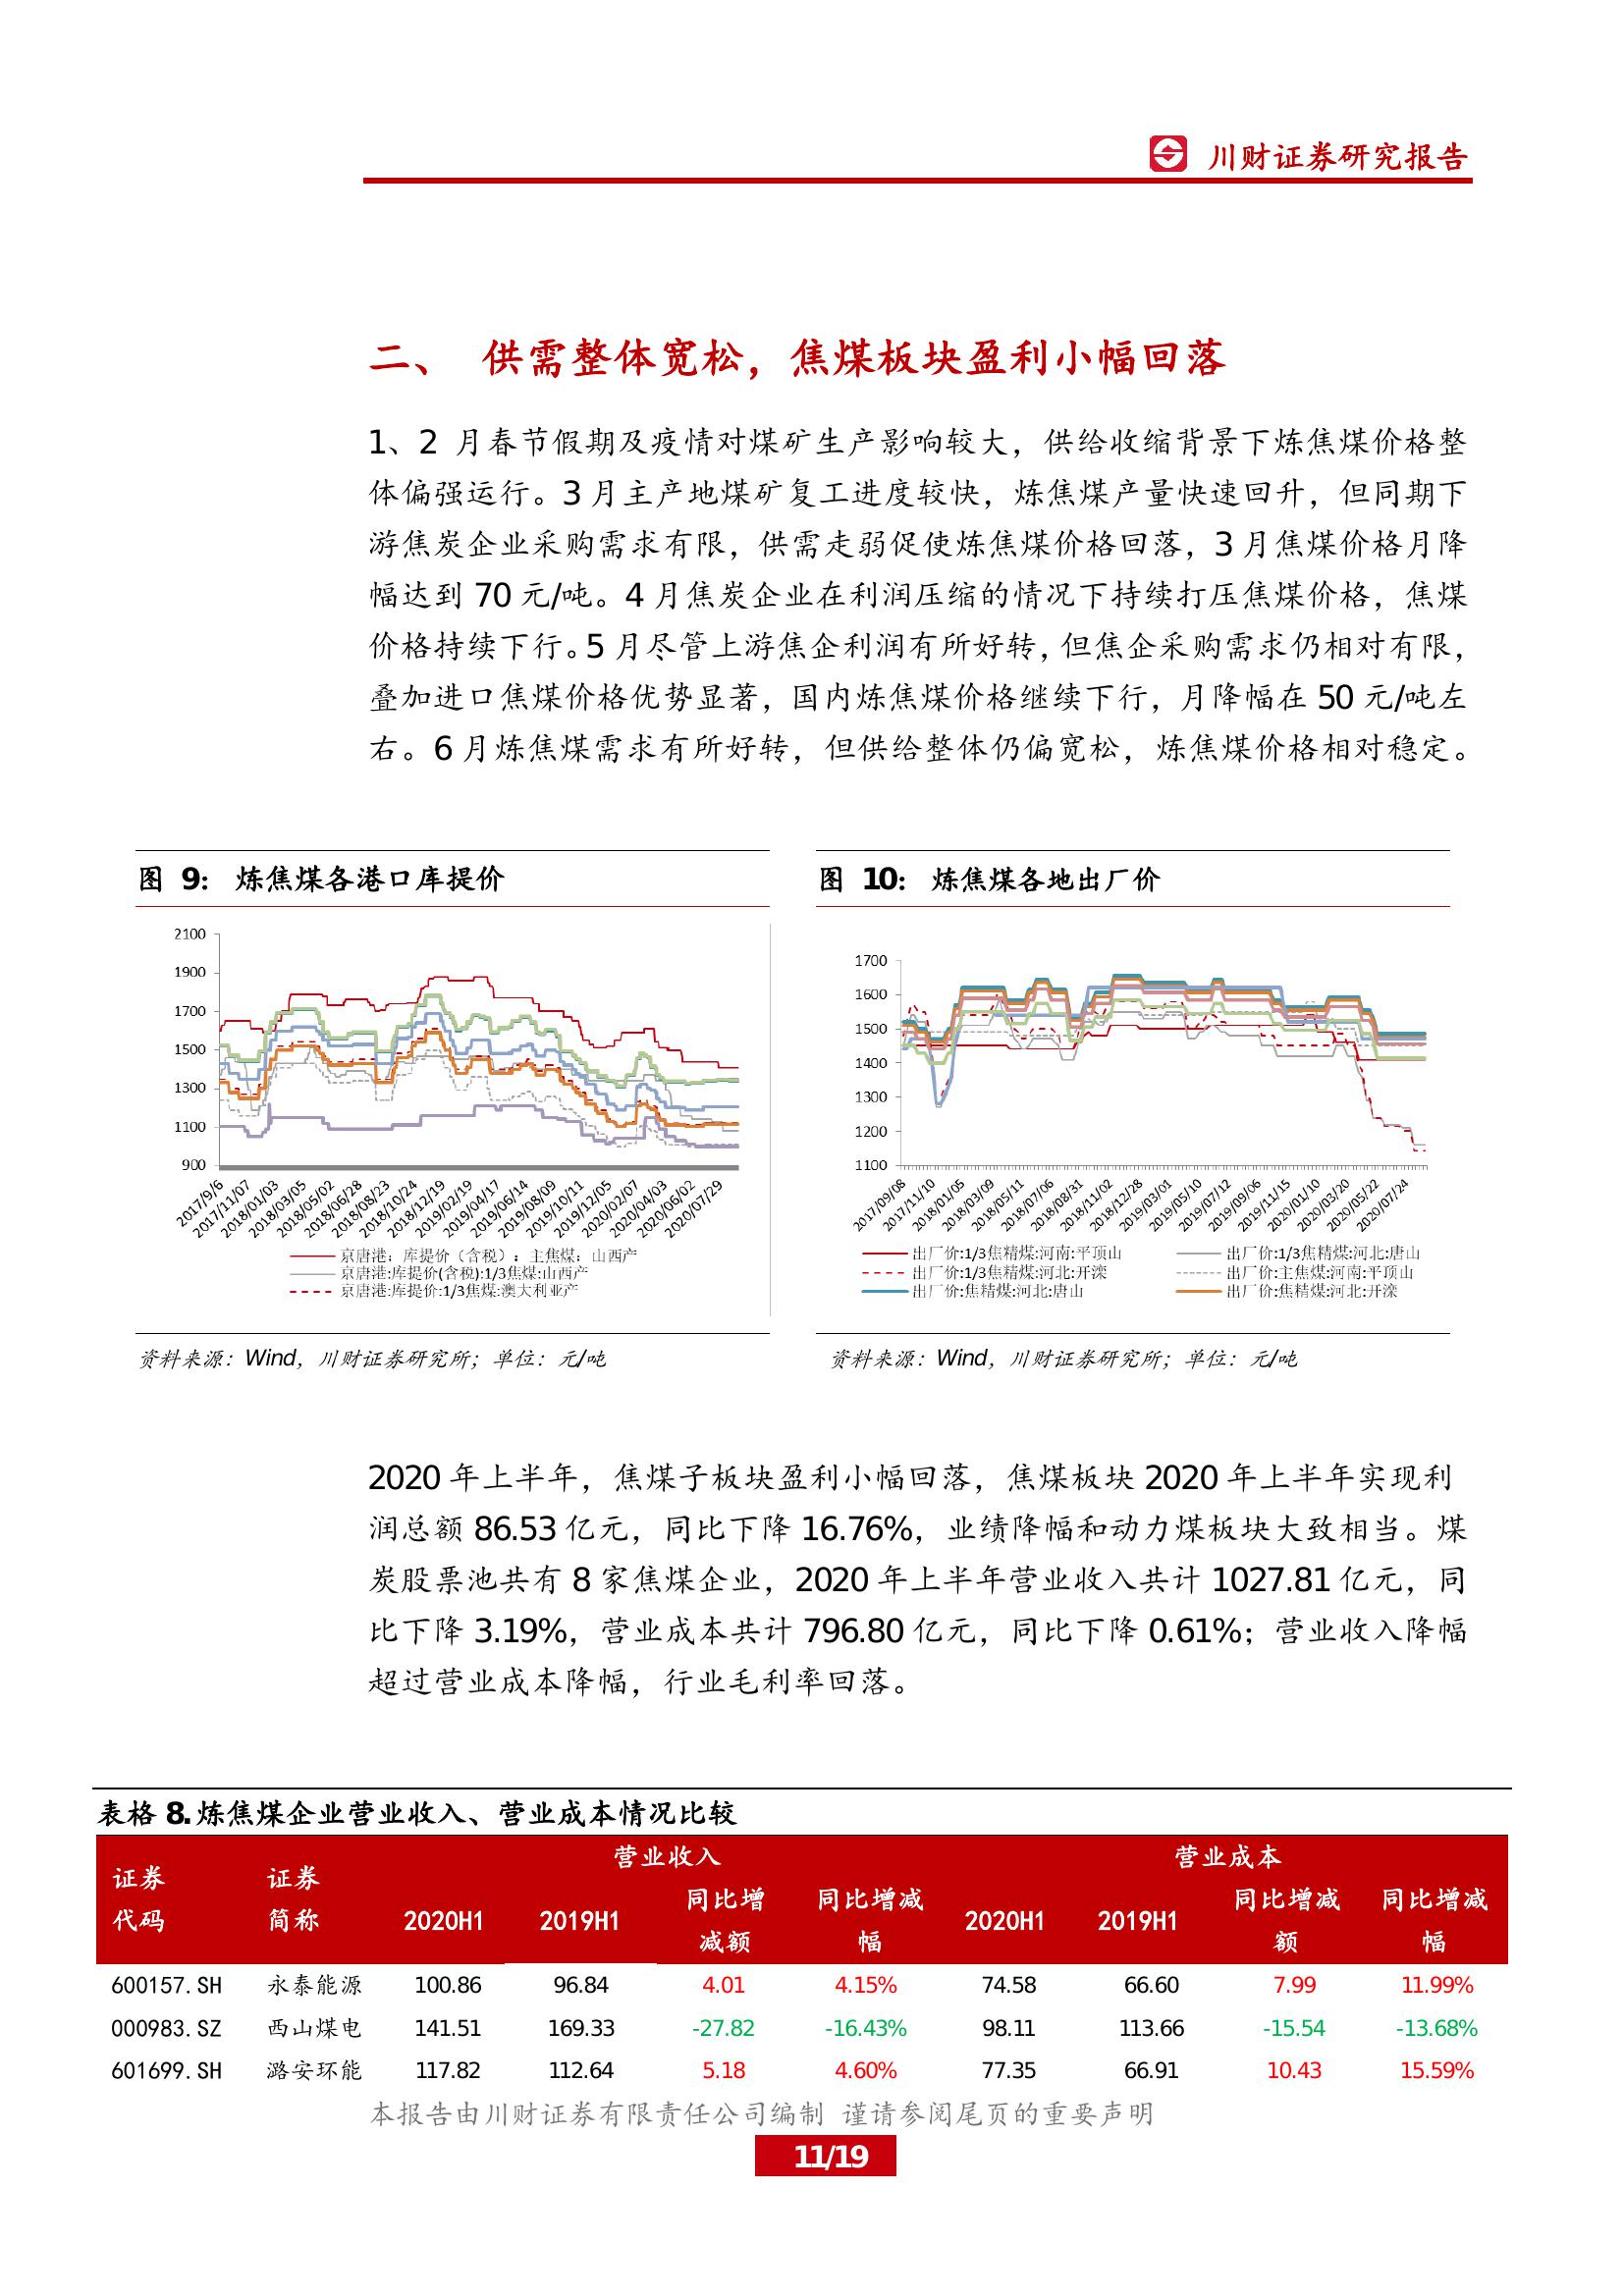 川财证券研究报告
二、 供需整体宽松，焦煤板块盈利小幅回落
1、2 月春节假期及疫情对煤矿生产影响较大，供给收缩背景下炼焦煤价格整
体偏强运行。3 月主产地煤矿复工进度较快，炼焦煤产量快速回升，但同期下
游焦炭企业采购需求有限，供需走弱促使炼焦煤价格回落，3 月焦煤价格月降
幅达到 70 元/吨。4 月焦炭企业在利润压缩的情况下持续打压焦煤价格，焦煤
价格持续下行。5 月尽管上游焦企利润有所好转，但焦企采购需求仍相对有限，
叠加进口焦煤价格优势显著，国内炼焦煤价格继续下行，月降幅在 50 元/吨左
右。6 月炼焦煤需求有所好转，但供给整体仍偏宽松，炼焦煤价格相对稳定。
图 9： 炼焦煤各港口库提价
2100
1900
1700
1500
1300
1100
900
2017/9/6
2017/11/07
2018/01/03
2018/03/05
2018/05/02
2018/06/28
2018/08/23
2018/10/24
2018/12/19
2019/02/19
2019/04/17
2019/06/14
2019/08/09
2019/10/11
2019/12/05
2020/02/07
2020/04/03
2020/06/02
2020/07/29
京唐港：库提价（含税）：主焦煤：山西产
京唐港:库提价(含税):1/3焦煤:山西产
京唐港:库提价:1/3焦煤:澳大利亚产
资料来源：Wind，川财证券研究所；单位：元/吨
图 10： 炼焦煤各地出厂价
1700
1600
1500
1400
1300
1200
1100
2017/09/08
2017/11/10
2018/01/05
2018/03/09
2018/05/11
2018/07/06
2018/08/31
2018/11/02
2018/12/28
2019/03/01
2019/05/10
2019/07/12
2019/09/06
2019/11/15
2020/01/10
2020/03/20
2020/05/22
2020/07/24
出厂价:1/3焦精煤:河南:平顶山
出厂价:1/3焦精煤:河北:唐山
出厂价:1/3焦精煤:河北:开滦
出厂价:主焦煤:河南:平顶山
出厂价:焦精煤:河北:唐山
出厂价:焦精煤:河北:开滦
资料来源：Wind，川财证券研究所；单位：元/吨
2020 年上半年，焦煤子板块盈利小幅回落，焦煤板块 2020 年上半年实现利
润总额 86.53 亿元，同比下降 16.76%，业绩降幅和动力煤板块大致相当。煤
炭股票池共有 8 家焦煤企业，2020 年上半年营业收入共计 1027.81 亿元，同
比下降 3.19%，营业成本共计 796.80 亿元，同比下降 0.61%；营业收入降幅
超过营业成本降幅，行业毛利率回落。
表格 8.炼焦煤企业营业收入、营业成本情况比较
证券代码 证券简称 营业收入 营业成本
2020H1 2019H1 同比增减额 同比增减幅 2020H1 2019H1 同比增减额 同比增减幅
600157.SH 永泰能源 100.86 96.84 4.01 4.15% 74.58 66.60 7.99 11.99%
000983.SZ 西山煤电 141.51 169.33 -27.82 -16.43% 98.11 113.66 -15.54 -13.68%
601699.SH 潞安环能 117.82 112.64 5.18 4.60% 77.35 66.91 10.43 15.59%
本报告由川财证券有限责任公司编制 谨请参阅尾页的重要声明
11/19